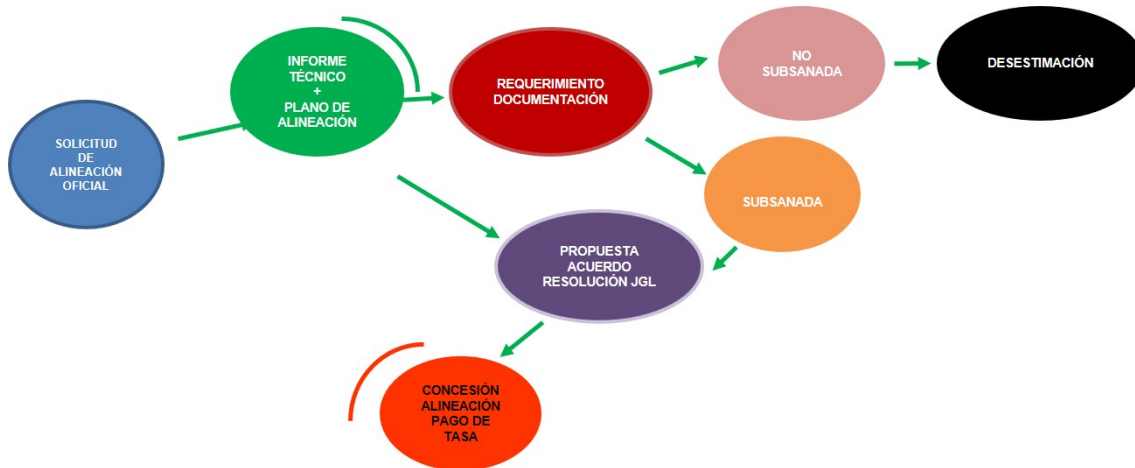 SOLICITUD
DE
ALINEACIÓN
OFICIAL
INFORME
TÉCNICO
+
PLANO DE
ALINEACIÓN
REQUERIMIENTO
DOCUMENTACIÓN
NO
SUBSANADA
DESESTIMACIÓN
SUBSANADA
PROPUESTA
ACUERDO
RESOLUCIÓN JGL
CONCESIÓN
ALINEACIÓN
PAGO DE
TASA